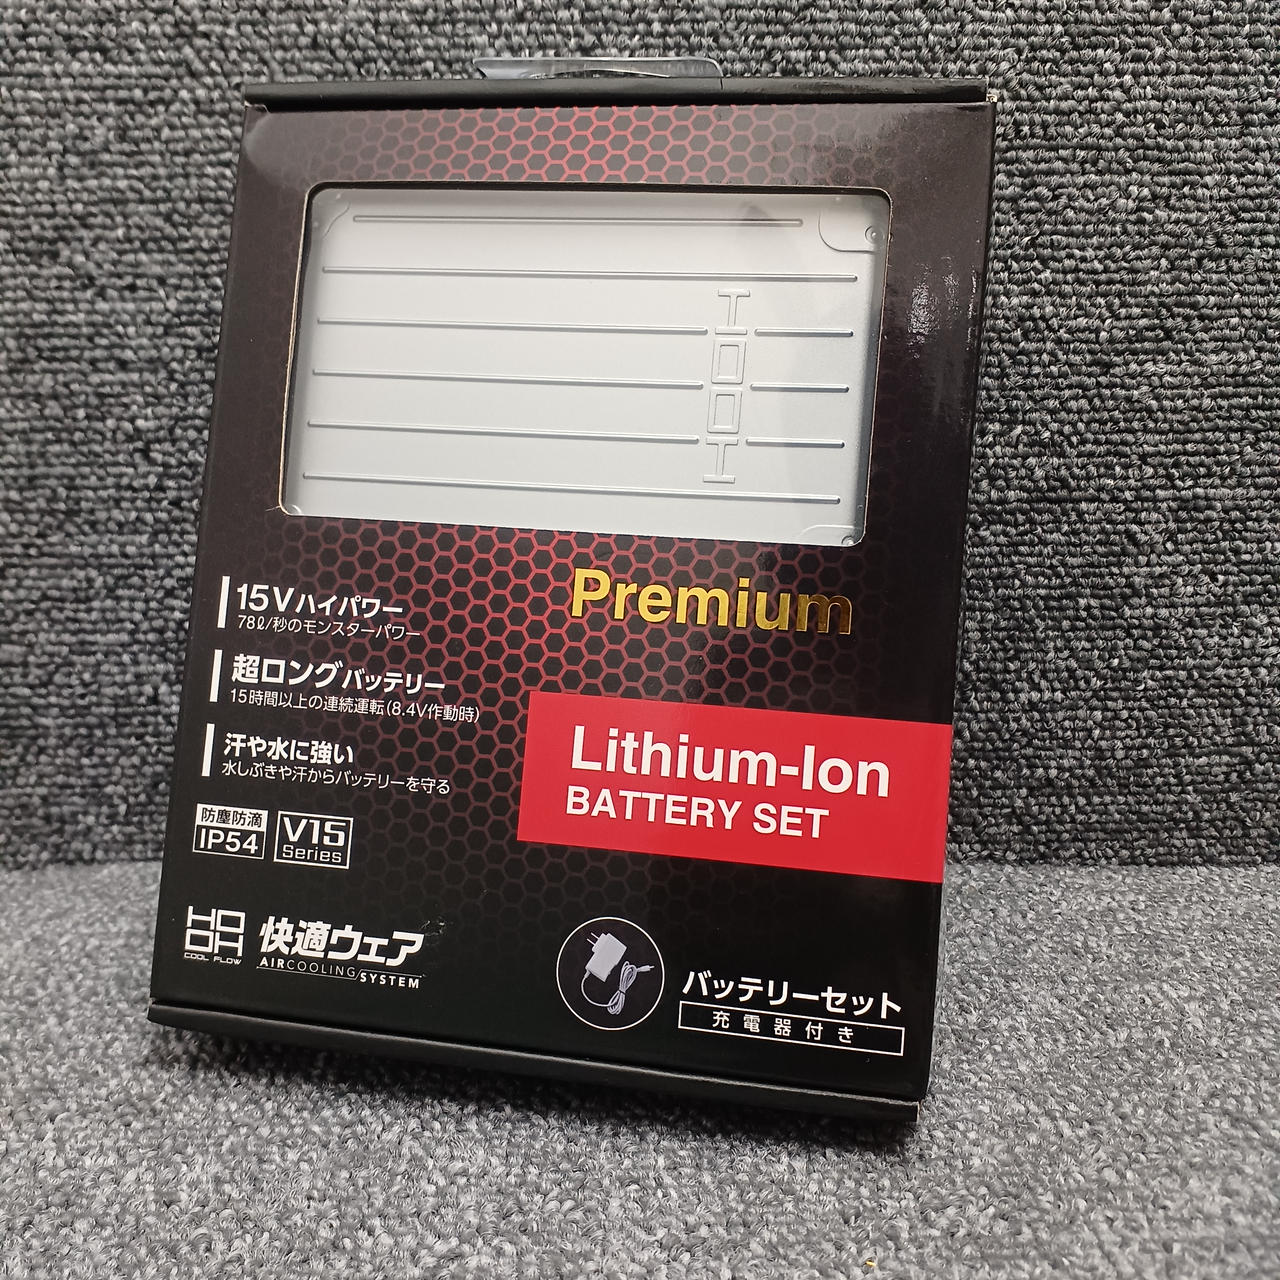 HOOH
Premium
15Vハイパワー
78ℓ/秒のモンスターパワー
超ロングバッテリー
15時間以上の連続運転(8.4V作動時)
汗や水に強い
水しぶきや汗からバッテリーを守る
Lithium-Ion
BATTERY SET
防塵防滴
IP54
V15
Series
HO
OH
COOL FLOW
快適ウェア
AIRCOOLING/SYSTEM
バッテリーセット
充電器付き